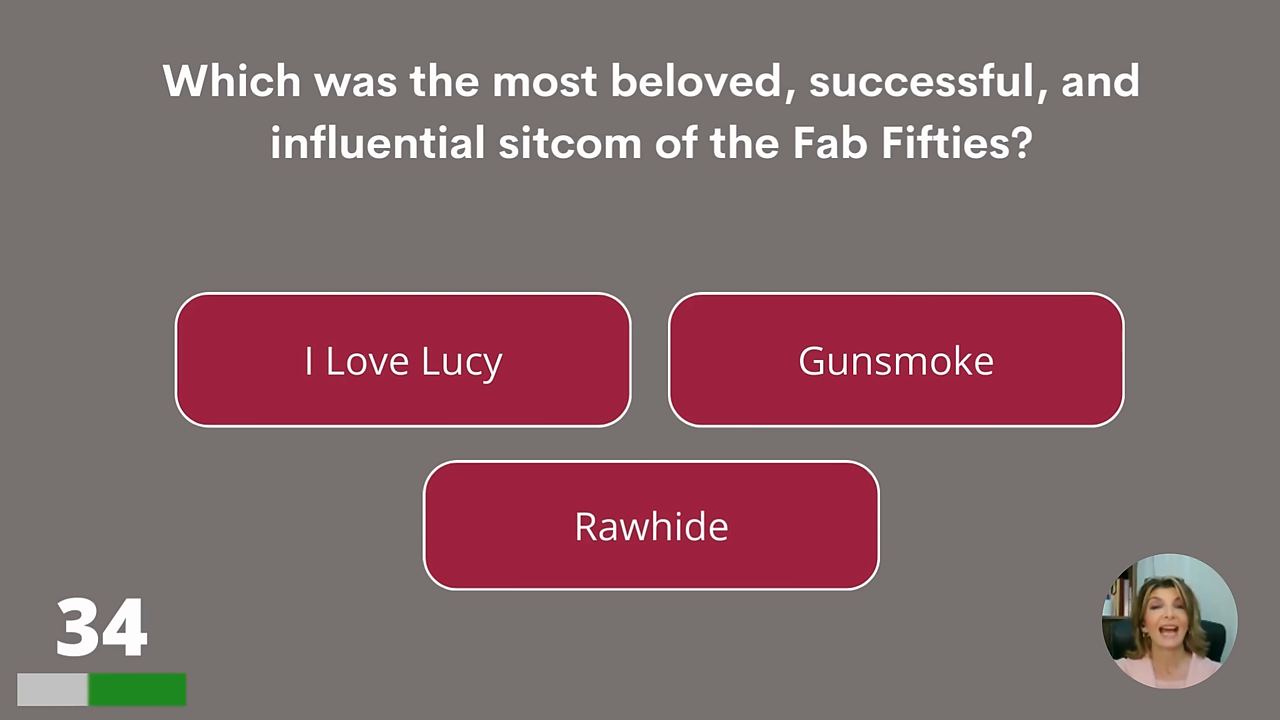 Which was the most beloved, successful, and
influential sitcom of the Fab Fifties?
I Love Lucy
Gunsmoke
Rawhide
34